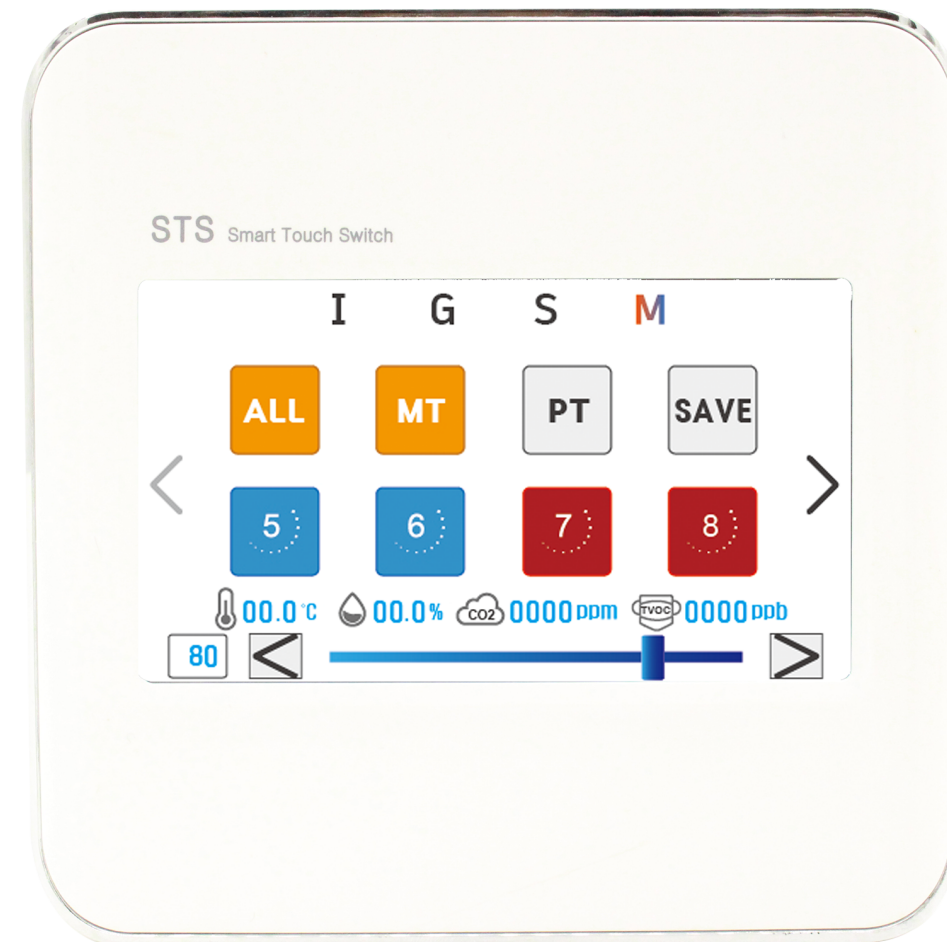 STS Smart Touch Switch
I G S M
ALL MT PT SAVE
5 6 7 8
00.0°C 00.0% CO2 0000ppm TVOC 0000ppb
80 < >